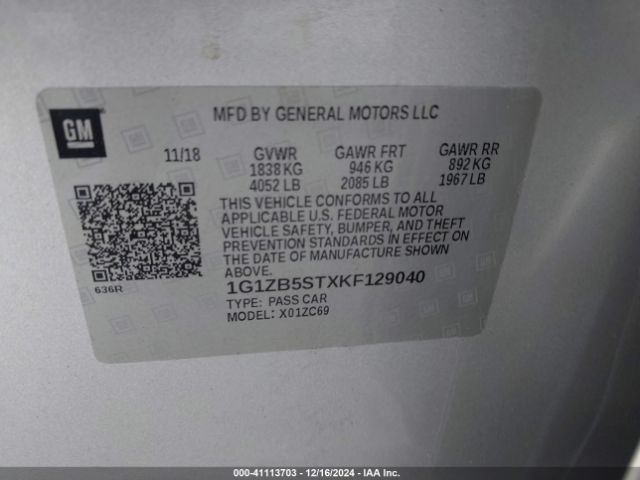 GM
MFD BY GENERAL MOTORS LLC
11/18 GVWR GAWR FRT GAWR RR
1838 KG 946 KG 892 KG
4052 LB 2085 LB 1967 LB
THIS VEHICLE CONFORMS TO ALL
APPLICABLE U.S. FEDERAL MOTOR
VEHICLE SAFETY, BUMPER, AND THEFT
PREVENTION STANDARDS IN EFFECT ON
THE DATE OF MANUFACTURE SHOWN
ABOVE.
636R
1G1ZB5STXKF129040
TYPE: PASS CAR
MODEL: X01ZC69
000-41113703 - 12/16/2024 - IAA Inc.